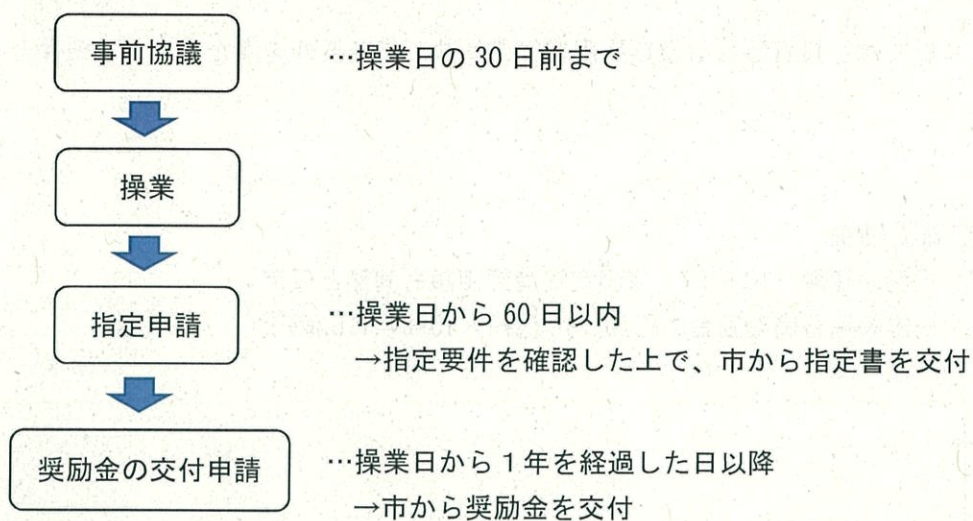 事前協議 …操業日の 30 日前まで
操業
指定申請 …操業日から 60 日以内
→指定要件を確認した上で、市から指定書を交付
奨励金の交付申請 …操業日から１年を経過した日以降
→市から奨励金を交付